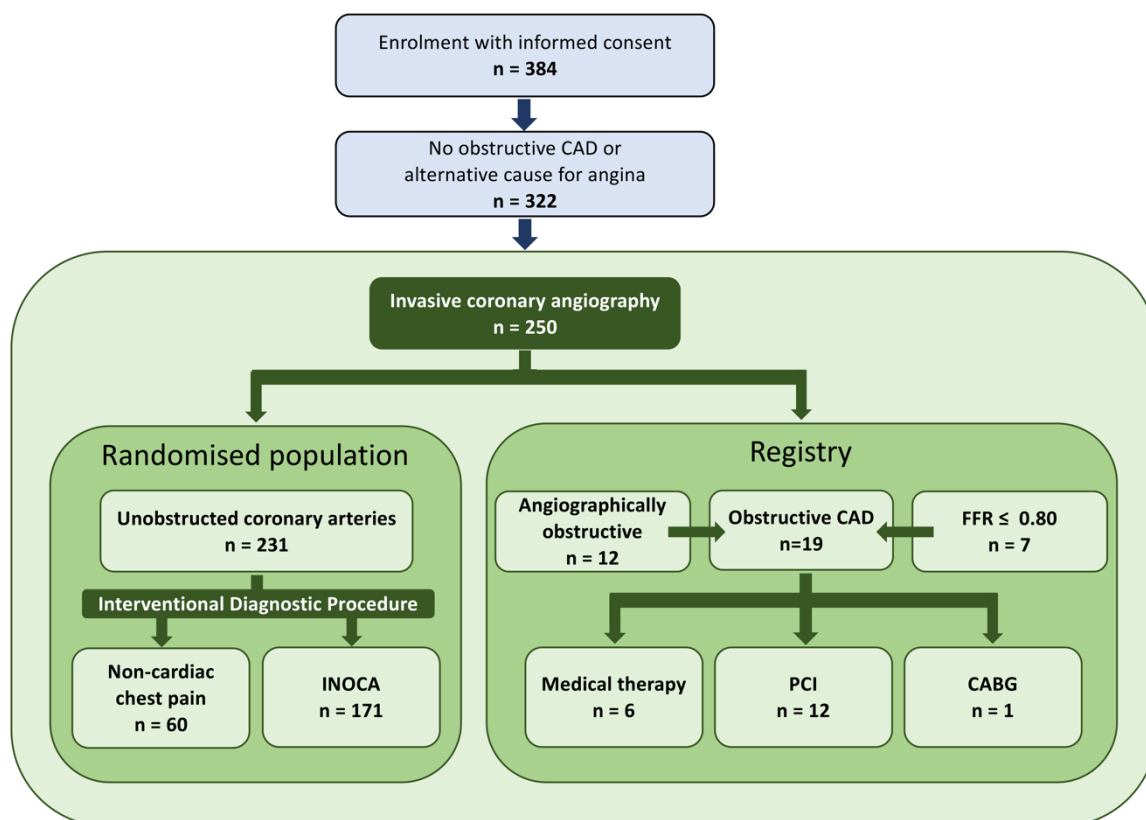 Enrolment with informed consent
n = 384
No obstructive CAD or
alternative cause for angina
n = 322
Invasive coronary angiography
n = 250
Randomised population
Unobstructed coronary arteries
n = 231
Interventional Diagnostic Procedure
Non-cardiac
chest pain
n = 60
INOCA
n = 171
Registry
Angiographically
obstructive
n = 12
Obstructive CAD
n=19
FFR ≤ 0.80
n = 7
Medical therapy
n = 6
PCI
n = 12
CABG
n = 1